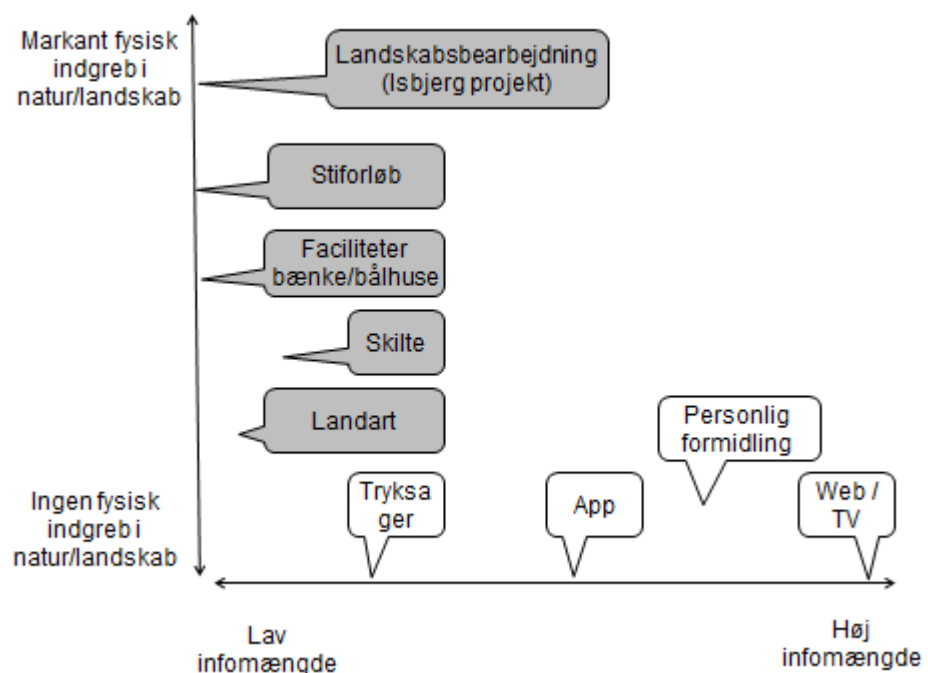 Markant fysisk
indgreb i
natur/landskab
Landskabsbearbejdning
(Isbjerg projekt)
Stiforløb
Faciliteter
bænke/bålhuse
Skilte
Landart
Personlig
formidling
Ingen fysisk
indgreb i
natur/landskab
Tryksa
ger
App
Web /
TV
Lav
infomængde
Høj
infomængde